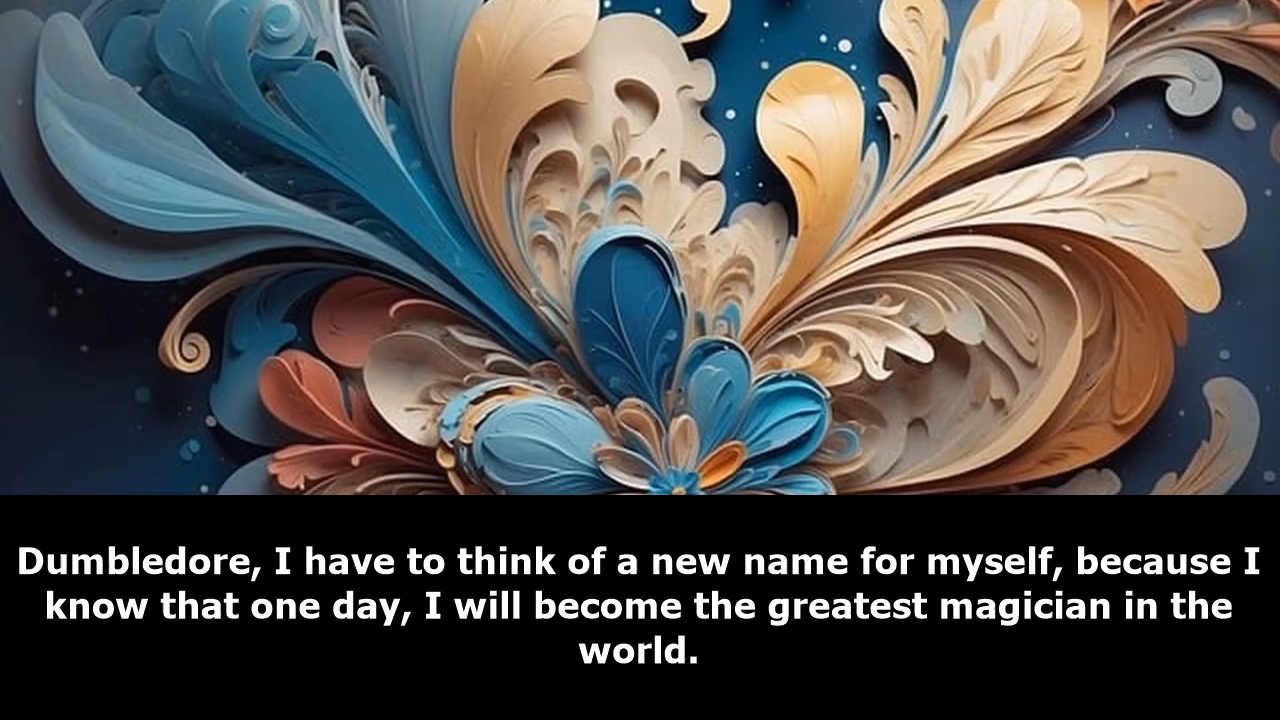 Dumbledore, I have to think of a new name for myself, because I
know that one day, I will become the greatest magician in the
world.